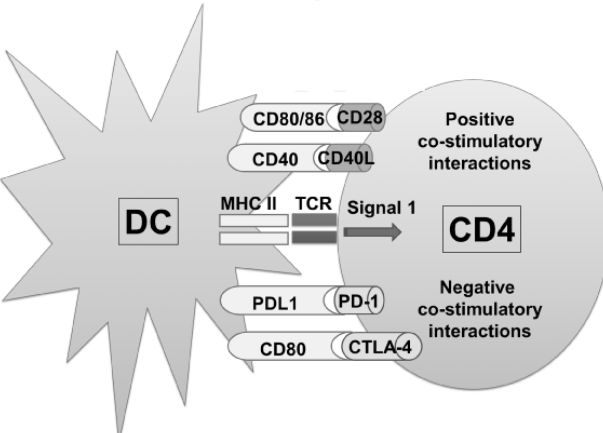 CD80/86 CD28
CD40 CD40L
Positive
co-stimulatory
interactions
MHC II TCR Signal 1
DC
CD4
PDL1 PD-1
CD80 CTLA-4
Negative
co-stimulatory
interactions